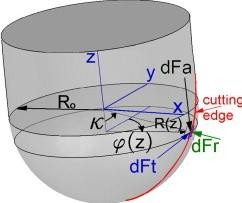 z
y
dFa
Rₒ
x
cutting
edge
κ
R(z)
φ(z)
dFr
dFt